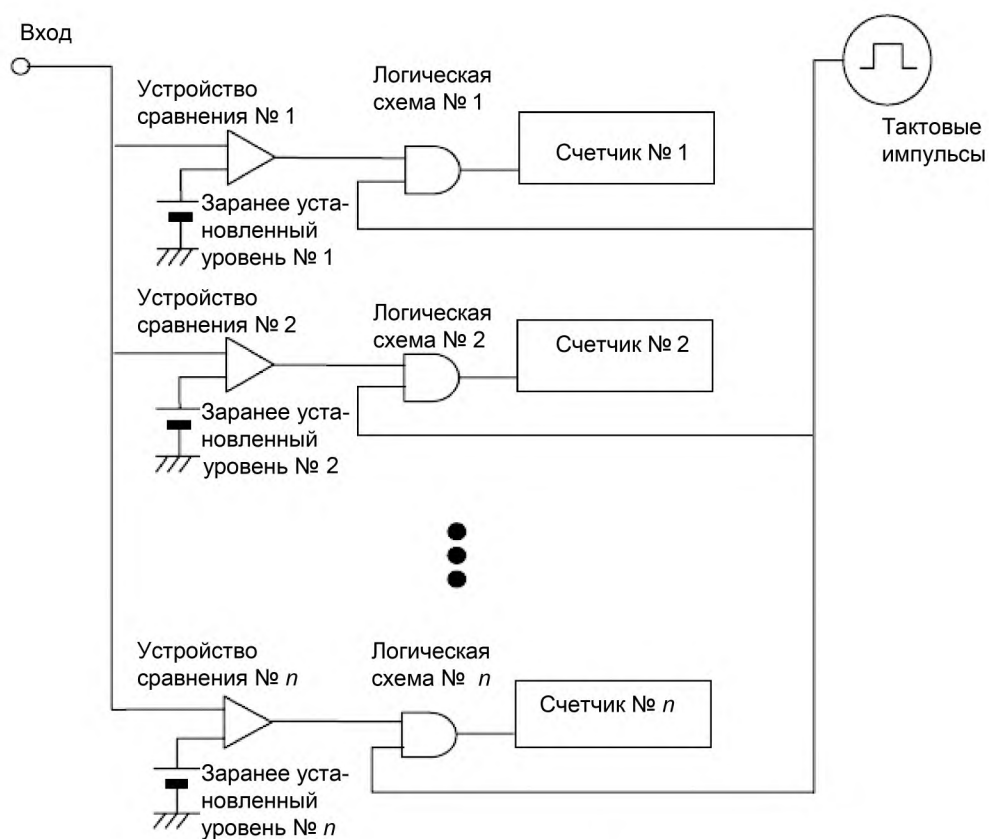 Вход
Устройство
сравнения № 1
Логическая
схема № 1
Счетчик № 1
Тактовые
импульсы
Заранее уста-
новленный
уровень № 1
Устройство
сравнения № 2
Логическая
схема № 2
Счетчик № 2
Заранее уста-
новленный
уровень № 2
Устройство
сравнения № n
Логическая
схема № n
Счетчик № n
Заранее уста-
новленный
уровень № n